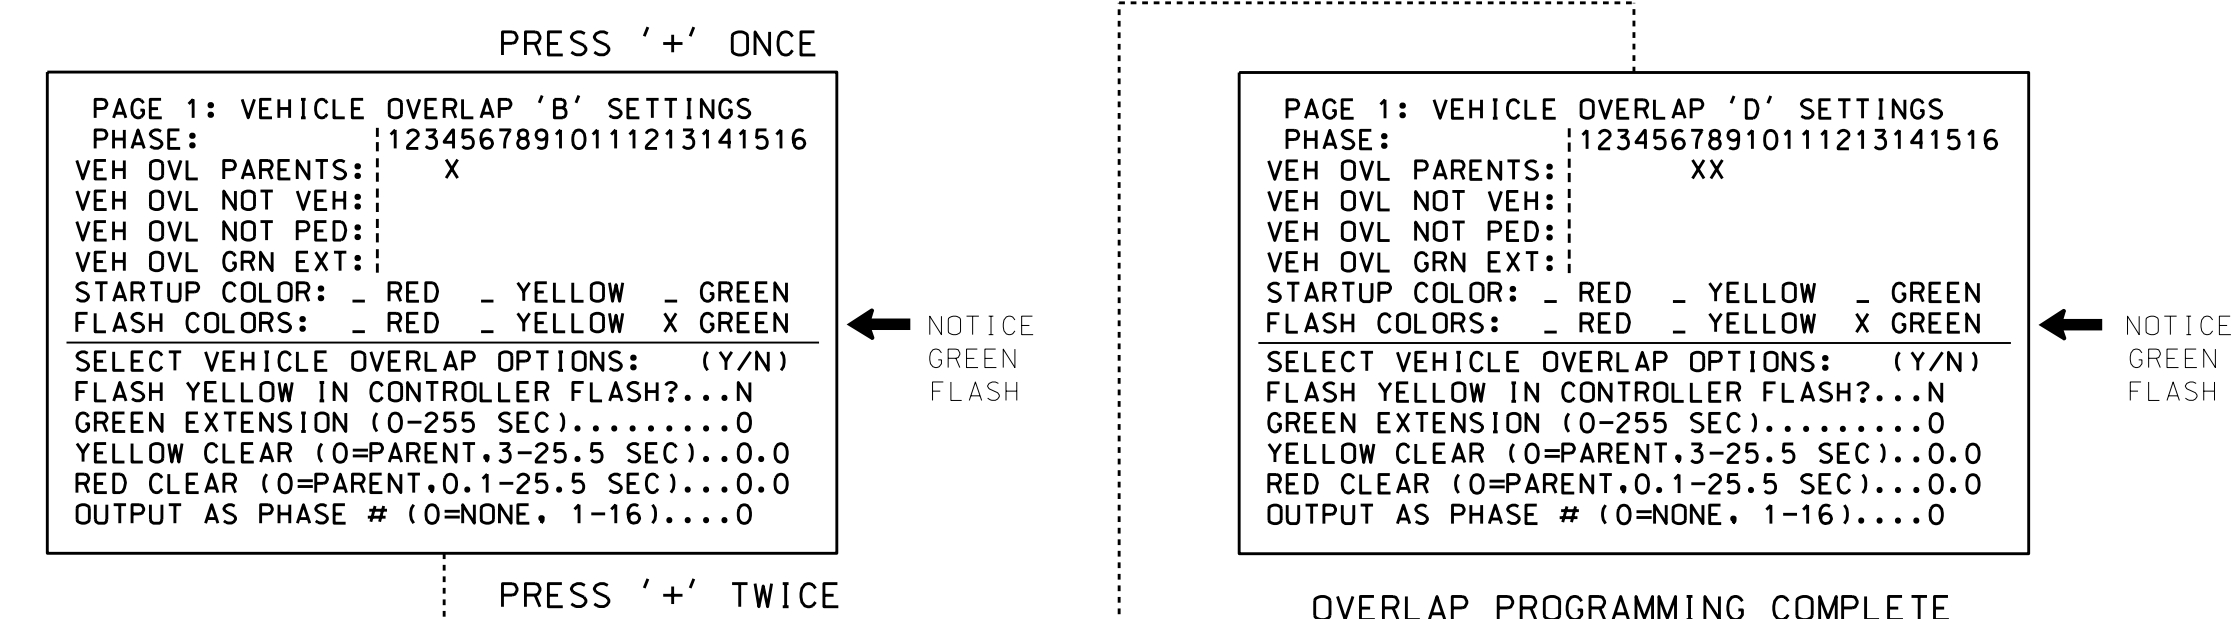 PRESS '+' ONCE
PAGE 1: VEHICLE OVERLAP 'B' SETTINGS
PHASE: ¦12345678910111213141516
VEH OVL PARENTS:¦ X
VEH OVL NOT VEH:¦
VEH OVL NOT PED:¦
VEH OVL GRN EXT:¦
STARTUP COLOR: _ RED _ YELLOW _ GREEN
FLASH COLORS: _ RED _ YELLOW X GREEN
SELECT VEHICLE OVERLAP OPTIONS: (Y/N)
FLASH YELLOW IN CONTROLLER FLASH?...N
GREEN EXTENSION (0-255 SEC).........0
YELLOW CLEAR (0=PARENT,3-25.5 SEC)..0.0
RED CLEAR (0=PARENT,0.1-25.5 SEC)...0.0
OUTPUT AS PHASE # (0=NONE, 1-16)....0
NOTICE
GREEN
FLASH
PRESS '+' TWICE
PAGE 1: VEHICLE OVERLAP 'D' SETTINGS
PHASE: ¦12345678910111213141516
VEH OVL PARENTS:¦ XX
VEH OVL NOT VEH:¦
VEH OVL NOT PED:¦
VEH OVL GRN EXT:¦
STARTUP COLOR: _ RED _ YELLOW _ GREEN
FLASH COLORS: _ RED _ YELLOW X GREEN
SELECT VEHICLE OVERLAP OPTIONS: (Y/N)
FLASH YELLOW IN CONTROLLER FLASH?...N
GREEN EXTENSION (0-255 SEC).........0
YELLOW CLEAR (0=PARENT,3-25.5 SEC)..0.0
RED CLEAR (0=PARENT,0.1-25.5 SEC)...0.0
OUTPUT AS PHASE # (0=NONE, 1-16)....0
NOTICE
GREEN
FLASH
OVERLAP PROGRAMMING COMPLETE